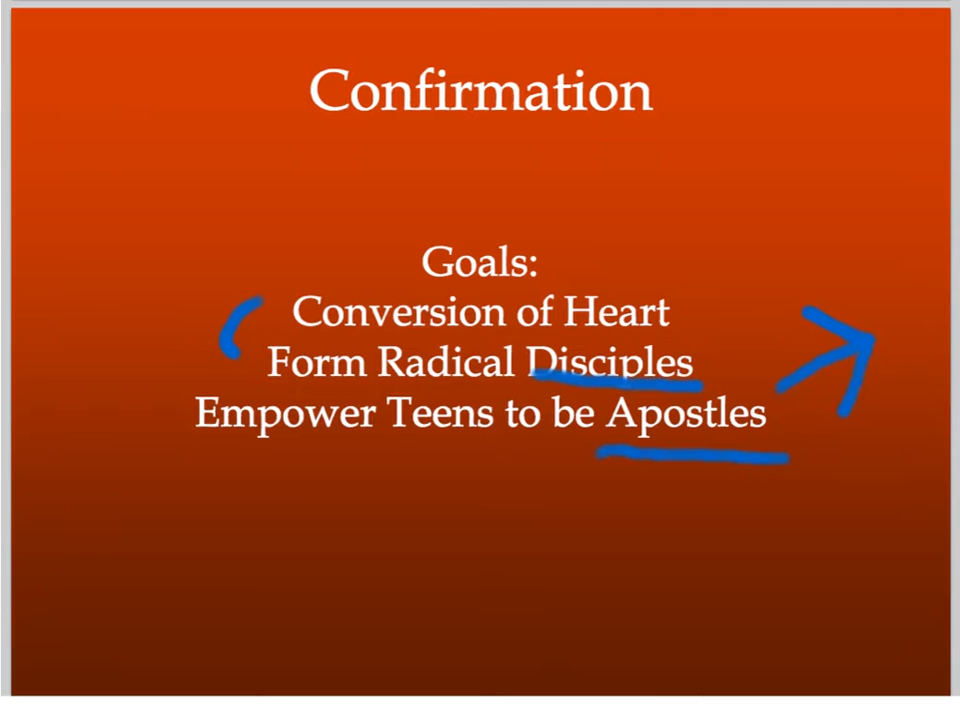 Confirmation
Goals:
Conversion of Heart
Form Radical Disciples
Empower Teens to be Apostles